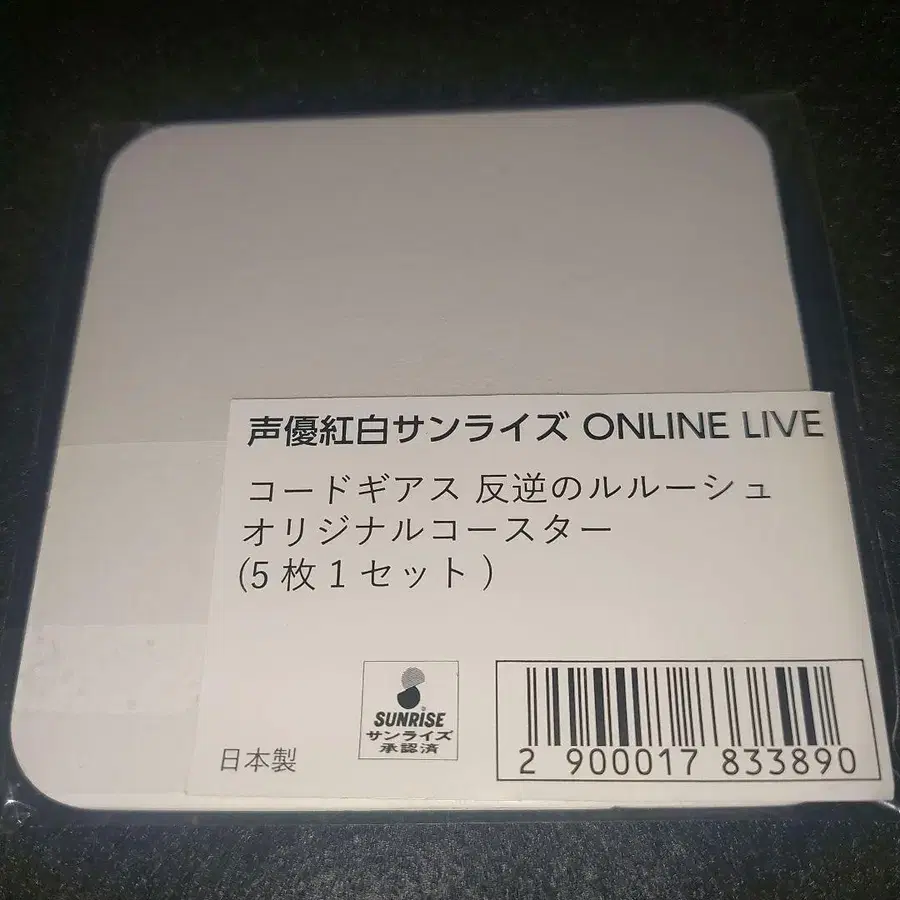 声優紅白サンライズ ONLINE LIVE
コードギアス 反逆のルルーシュ
オリジナルコースター
(5枚1セット)
日本製
SUNRISE
サンライズ
承認済
2 900017 833890